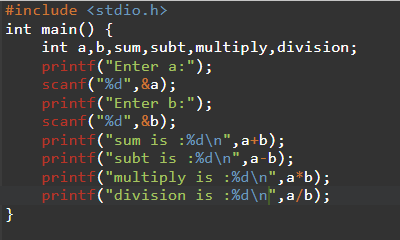 #include <stdio.h>
int main() {
    int a,b,sum,subt,multiply,division;
    printf("Enter a:");
    scanf("%d",&a);
    printf("Enter b:");
    scanf("%d",&b);
    printf("sum is :%d\n",a+b);
    printf("subt is :%d\n",a-b);
    printf("multiply is :%d\n",a*b);
    printf("division is :%d\n",a/b);
}